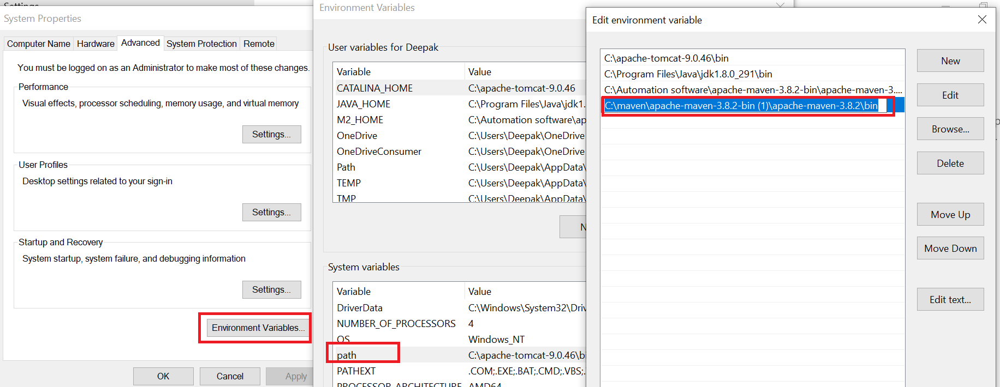 Settings
System Properties
Computer Name
Hardware
Advanced
System Protection
Remote
You must be logged on as an Administrator to make most of these changes.
Performance
Visual effects, processor scheduling, memory usage, and virtual memory
Settings...
User Profiles
Desktop settings related to your sign-in
Settings...
Startup and Recovery
System startup, system failure, and debugging information
Settings...
Environment Variables...
OK
Cancel
Apply
Environment Variables
User variables for Deepak
Variable Value
CATALINA_HOME C:\apache-tomcat-9.0.46
JAVA_HOME C:\Program Files\Java\jdk1.
M2_HOME C:\Automation software\ap
OneDrive C:\Users\Deepak\OneDrive
OneDriveConsumer C:\Users\Deepak\OneDrive
Path C:\Users\Deepak\AppData\
TEMP C:\Users\Deepak\AppData\
TMP C:\Users\Deepak\AppData\
N
System variables
Variable Value
DriverData C:\Windows\System32\Driv
NUMBER_OF_PROCESSORS 4
OS Windows_NT
path C:\apache-tomcat-9.0.46\bi
PATHEXT .COM;.EXE;.BAT;.CMD;.VBS;.
PROCESSOR_ARCHITECTURE AMD64
Edit environment variable
C:\apache-tomcat-9.0.46\bin
C:\Program Files\Java\jdk1.8.0_291\bin
C:\Automation software\apache-maven-3.8.2-bin\apache-maven-3....
C:\maven\apache-maven-3.8.2-bin (1)\apache-maven-3.8.2\bin
New
Edit
Browse...
Delete
Move Up
Move Down
Edit text...